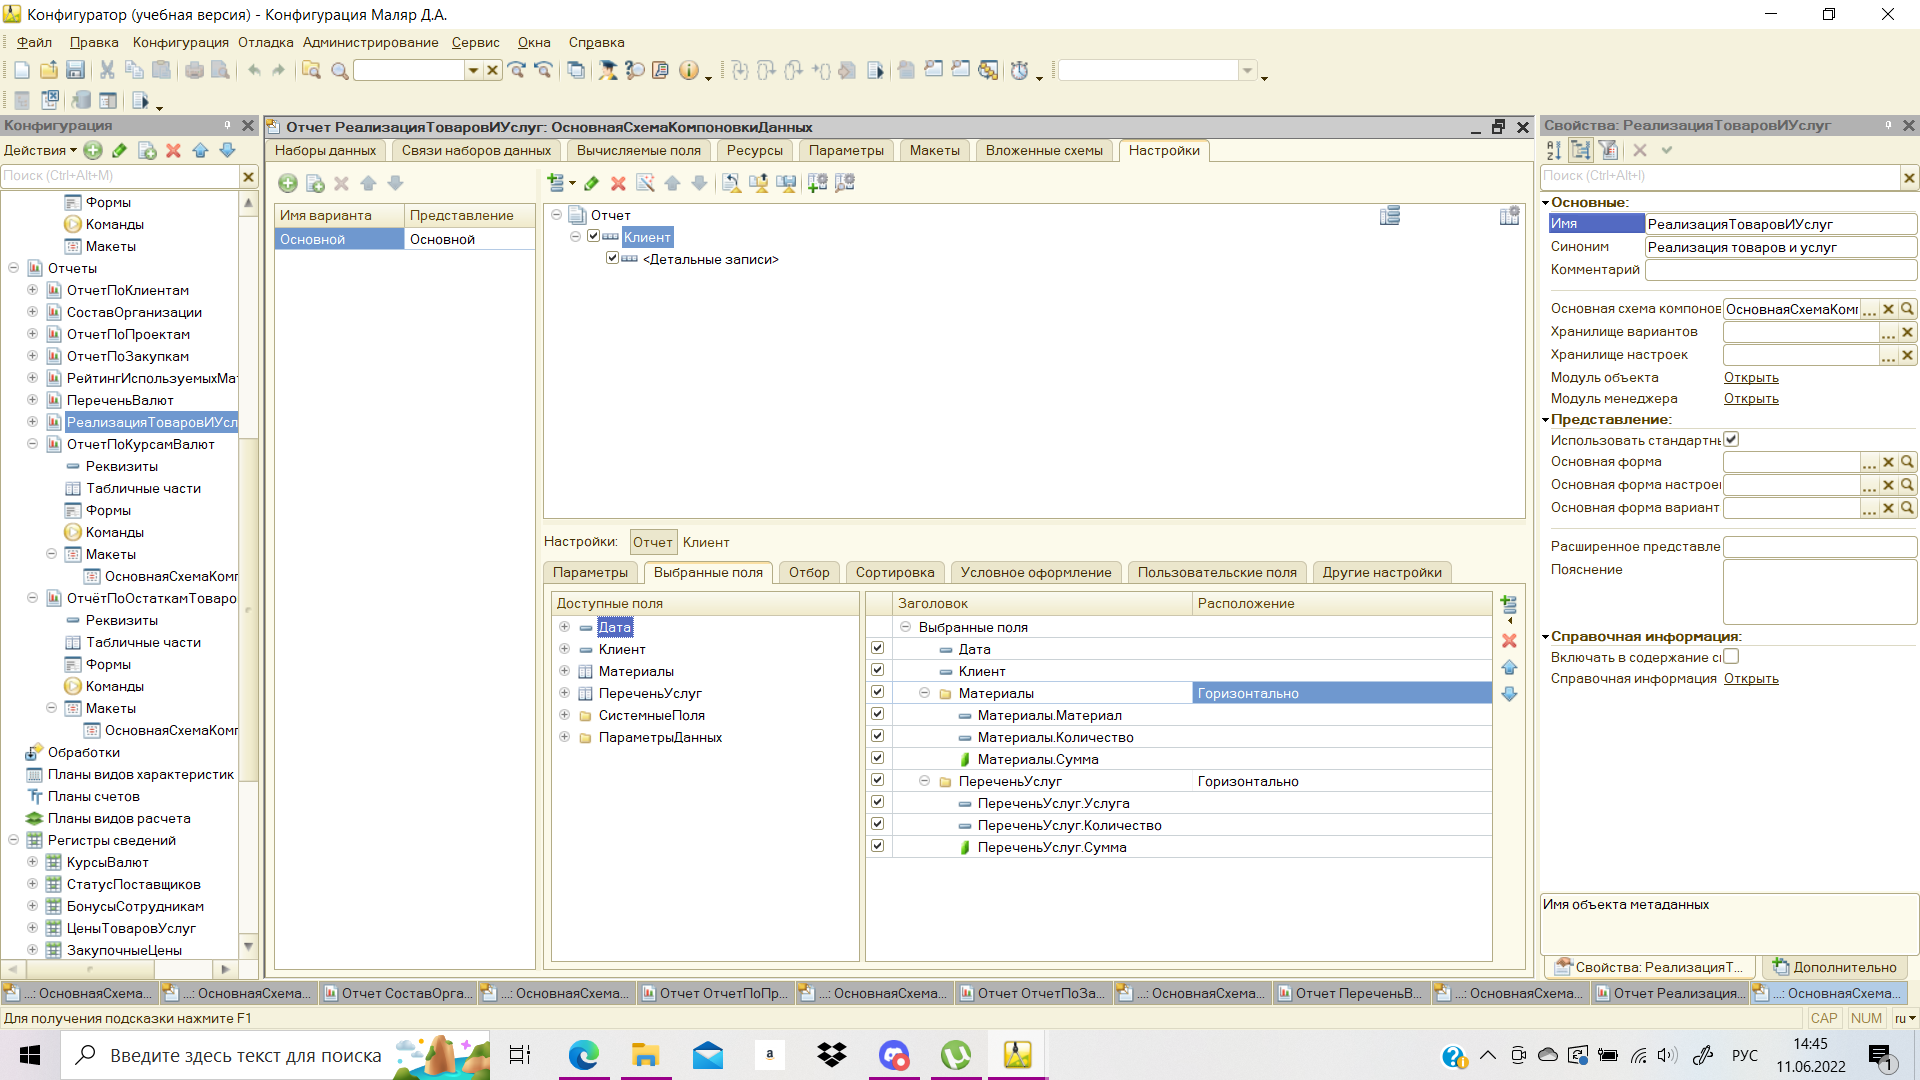 Конфигуратор (учебная версия) - Конфигурация Маляр Д.А.
Файл Правка Конфигурация Отладка Администрирование Сервис Окна Справка
Конфигурация
Действия
Поиск (Ctrl+Alt+M)
Формы
Команды
Макеты
Отчеты
ОтчетПоКлиентам
СоставОрганизации
ОтчетПоПроектам
ОтчетПоЗакупкам
РейтингИспользуемыхМа
ПереченьВалют
РеализацияТоваровИУсл
ОтчетПоКурсамВалют
Реквизиты
Табличные части
Формы
Команды
Макеты
ОсновнаяСхемаКомп
ОтчётПоОстаткамТоваро
Реквизиты
Табличные части
Формы
Команды
Макеты
ОсновнаяСхемаКомп
Обработки
Планы видов характеристик
Планы счетов
Планы видов расчета
Регистры сведений
КурсыВалют
СтатусПоставщиков
БонусыСотрудникам
ЦеныТоваровУслуг
ЗакупочныеЦены
Отчет РеализацияТоваровИУслуг: ОсновнаяСхемаКомпоновкиДанных
Наборы данных Связи наборов данных Вычисляемые поля Ресурсы Параметры Макеты Вложенные схемы Настройки
Имя варианта Представление
Основной Основной
Отчет
Клиент
<Детальные записи>
Настройки: Отчет Клиент
Параметры Выбранные поля Отбор Сортировка Условное оформление Пользовательские поля Другие настройки
Доступные поля
Дата
Клиент
Материалы
ПереченьУслуг
СистемныеПоля
ПараметрыДанных
Заголовок Расположение
Выбранные поля
Дата
Клиент
Материалы Горизонтально
Материалы.Материал
Материалы.Количество
Материалы.Сумма
ПереченьУслуг Горизонтально
ПереченьУслуг.Услуга
ПереченьУслуг.Количество
ПереченьУслуг.Сумма
Свойства: РеализацияТоваровИУслуг
Поиск (Ctrl+Alt+I)
Основные:
Имя РеализацияТоваровИУслуг
Синоним Реализация товаров и услуг
Комментарий
Основная схема компонов ОсновнаяСхемаКомп ...
Хранилище вариантов ...
Хранилище настроек ...
Модуль объекта Открыть
Модуль менеджера Открыть
Представление:
Использовать стандартнь
Основная форма ...
Основная форма настрое ...
Основная форма вариант ...
Расширенное представле
Пояснение
Справочная информация:
Включать в содержание с
Справочная информация Открыть
Имя объекта метаданных
Свойства: РеализацияТ... Дополнительно
...: ОсновнаяСхема... ...: ОсновнаяСхема... Отчет СоставОрга... ...: ОсновнаяСхема... Отчет ОтчетПоПр... ...: ОсновнаяСхема... Отчет ОтчетПоЗа... ...: ОсновнаяСхема... Отчет ПереченьВ... ...: ОсновнаяСхема... Отчет Реализация... ...: ОсновнаяСхема...
Для получения подсказки нажмите F1 CAP NUM ru
Введите здесь текст для поиска
a
РУС
14:45
11.06.2022
1